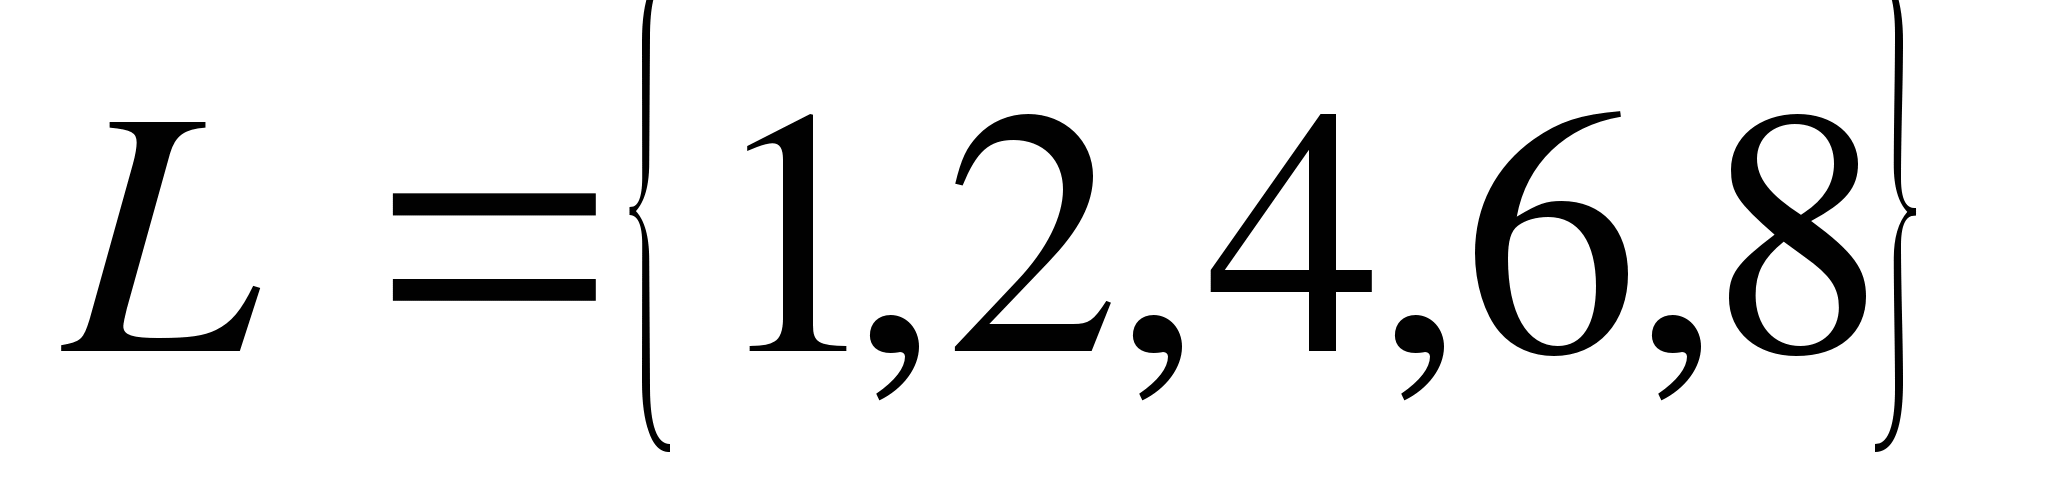 L = {1,2,4,6,8}